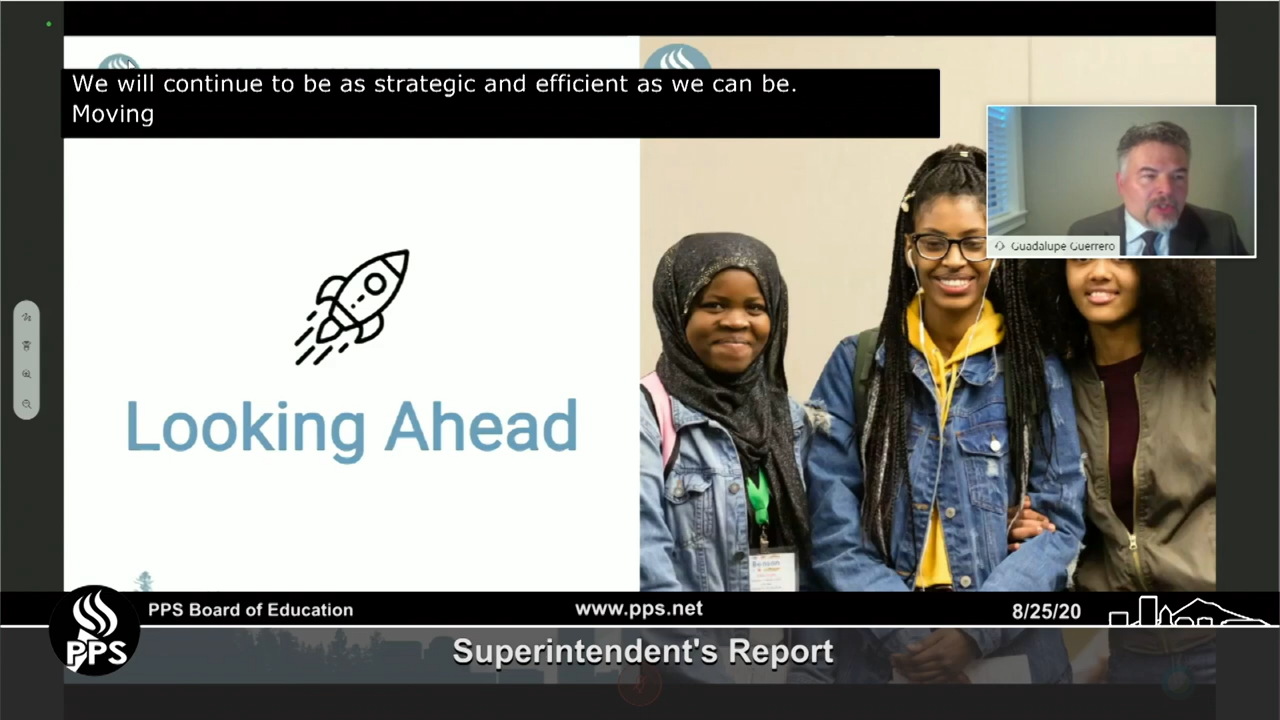 We will continue to be as strategic and efficient as we can be.
Moving
Guadalupe Guerrero
Looking Ahead
PPS Board of Education
www.pps.net
8/25/20
PPS
Superintendent's Report